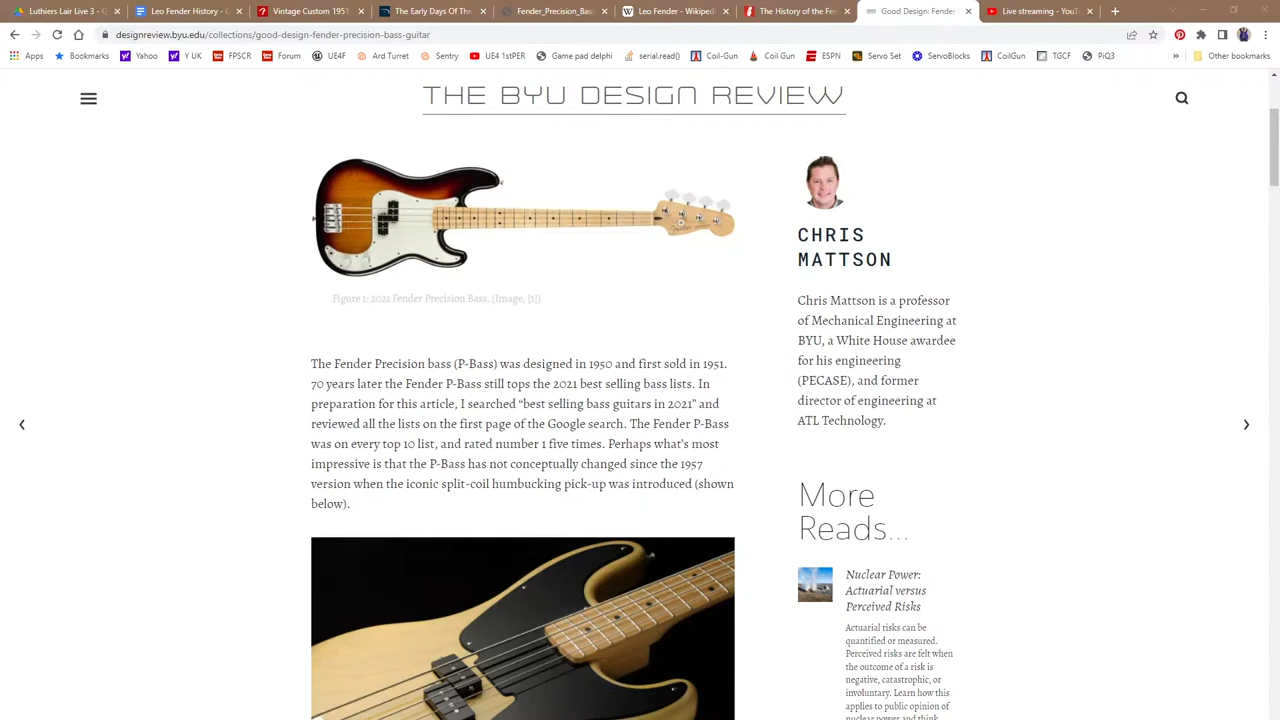 Luthiers Lair Live 3 - G
Leo Fender History - G
Vintage Custom 1951
The Early Days Of The
Fender_Precision_Bas
Leo Fender - Wikiped
The History of the Fen
Good Design: Fender
Live streaming - YouT
designreview.byu.edu/collections/good-design-fender-precision-bass-guitar
Apps
Bookmarks
Yahoo
Y UK
FPSCR
Forum
UE4F
Ard Turret
Sentry
UE4 1stPER
Game pad delphi
serial.read()
Coil-Gun
Coil Gun
ESPN
Servo Set
ServoBlocks
CoilGun
TGCF
PiQ3
»
Other bookmarks
THE BYU DESIGN REVIEW
Figure 1: 2021 Fender Precision Bass. (Image, [1])
The Fender Precision bass (P-Bass) was designed in 1950 and first sold in 1951.
70 years later the Fender P-Bass still tops the 2021 best selling bass lists. In
preparation for this article, I searched “best selling bass guitars in 2021” and
reviewed all the lists on the first page of the Google search. The Fender P-Bass
was on every top 10 list, and rated number 1 five times. Perhaps what’s most
impressive is that the P-Bass has not conceptually changed since the 1957
version when the iconic split-coil humbucking pick-up was introduced (shown
below).
CHRIS
MATTSON
Chris Mattson is a professor
of Mechanical Engineering at
BYU, a White House awardee
for his engineering
(PECASE), and former
director of engineering at
ATL Technology.
More
Reads...
Nuclear Power:
Actuarial versus
Perceived Risks
Actuarial risks can be
quantified or measured.
Perceived risks are felt when
the outcome of a risk is
negative, catastrophic, or
involuntary. Learn how this
applies to public opinion of
nuclear power and think